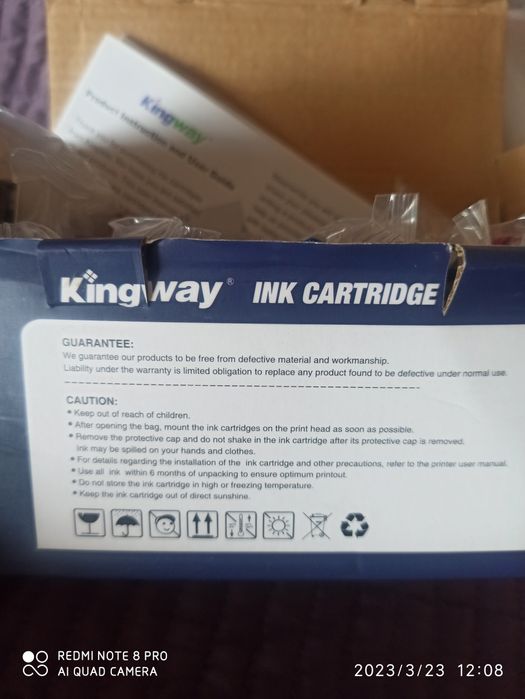 Kingway
Product Instruction and User Guide
Kingway® INK CARTRIDGE
GUARANTEE:
We guarantee our products to be free from defective material and workmanship.
Liability under the warranty is limited obligation to replace any product found to be defective under normal use.
CAUTION:
• Keep out of reach of children.
• After opening the bag, mount the ink cartridges on the print head as soon as possible.
• Remove the protective cap and do not shake in the ink cartridge after its protective cap is removed.
Ink may be spilled on your hands and clothes.
• For details regarding the installation of the ink cartridge and other precautions, refer to the printer user manual.
• Use all ink within 6 months of unpacking to ensure optimum printout.
• Do not store the ink cartridge in high or freezing temperature.
• Keep the ink cartridge out of direct sunshine.
REDMI NOTE 8 PRO
AI QUAD CAMERA
2023/3/23 12:08